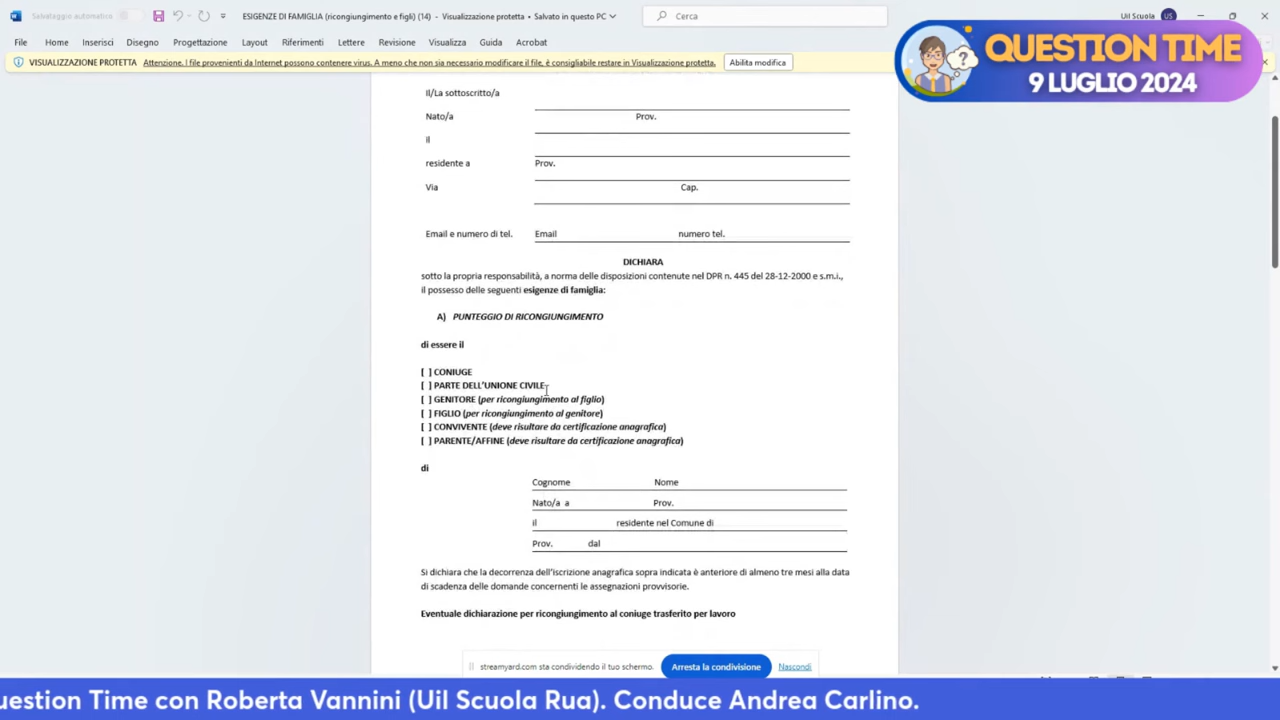 Salvataggio automatico
ESIGENZE DI FAMIGLIA (ricongiungimento e figli) (14) - Visualizzazione protetta • Salvato in questo PC
Cerca
Uil Scuola
US
File Home Inserisci Disegno Progettazione Layout Riferimenti Lettere Revisione Visualizza Guida Acrobat
VISUALIZZAZIONE PROTETTA Attenzione. I file provenienti da Internet possono contenere virus. A meno che non sia necessario modificare il file, è consigliabile restare in Visualizzazione protetta.
Abilita modifica
QUESTION TIME
9 LUGLIO 2024
Il/La sottoscritto/a
Nato/a Prov.
il
residente a Prov.
Via Cap.
Email e numero di tel. Email numero tel.
DICHIARA
sotto la propria responsabilità, a norma delle disposizioni contenute nel DPR n. 445 del 28-12-2000 e s.m.i.,
il possesso delle seguenti esigenze di famiglia:
A) PUNTEGGIO DI RICONGIUNGIMENTO
di essere il
[ ] CONIUGE
[ ] PARTE DELL'UNIONE CIVILE
[ ] GENITORE (per ricongiungimento al figlio)
[ ] FIGLIO (per ricongiungimento al genitore)
[ ] CONVIVENTE (deve risultare da certificazione anagrafica)
[ ] PARENTE/AFFINE (deve risultare da certificazione anagrafica)
di
Cognome Nome
Nato/a a Prov.
il residente nel Comune di
Prov. dal
Si dichiara che la decorrenza dell'iscrizione anagrafica sopra indicata è anteriore di almeno tre mesi alla data
di scadenza delle domande concernenti le assegnazioni provvisorie.
Eventuale dichiarazione per ricongiungimento al coniuge trasferito per lavoro
streamyard.com sta condividendo il tuo schermo.
Arresta la condivisione
Nascondi
uestion Time con Roberta Vannini (Uil Scuola Rua). Conduce Andrea Carlino.